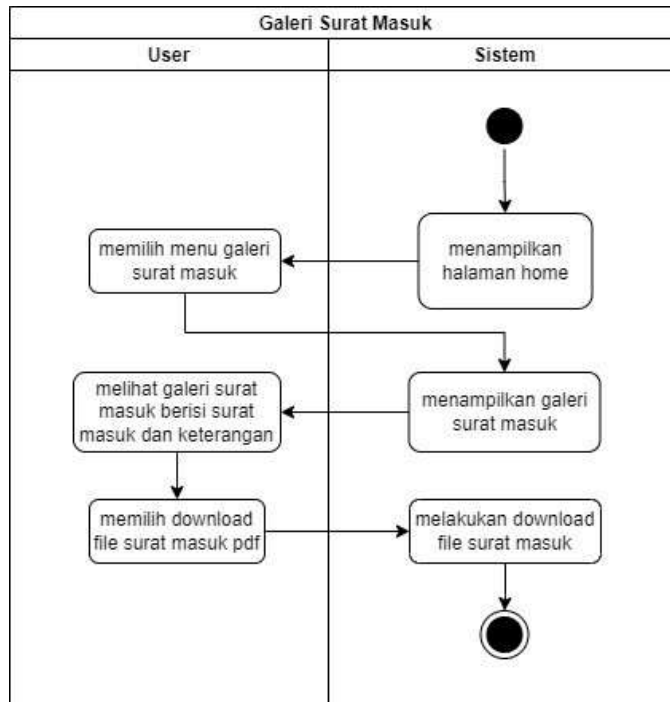 Galeri Surat Masuk
User
Sistem
menampilkan
halaman home
memilih menu galeri
surat masuk
menampilkan galeri
surat masuk
melihat galeri surat
masuk berisi surat
masuk dan keterangan
memilih download
file surat masuk pdf
melakukan download
file surat masuk